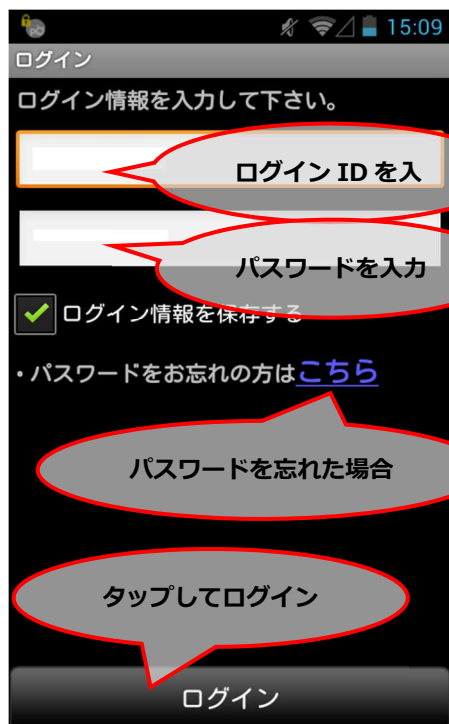 15:09
ログイン
ログイン情報を入力して下さい。
ログイン ID を入
パスワードを入力
ログイン情報を保存する
・パスワードをお忘れの方はこちら
パスワードを忘れた場合
タップしてログイン
ログイン